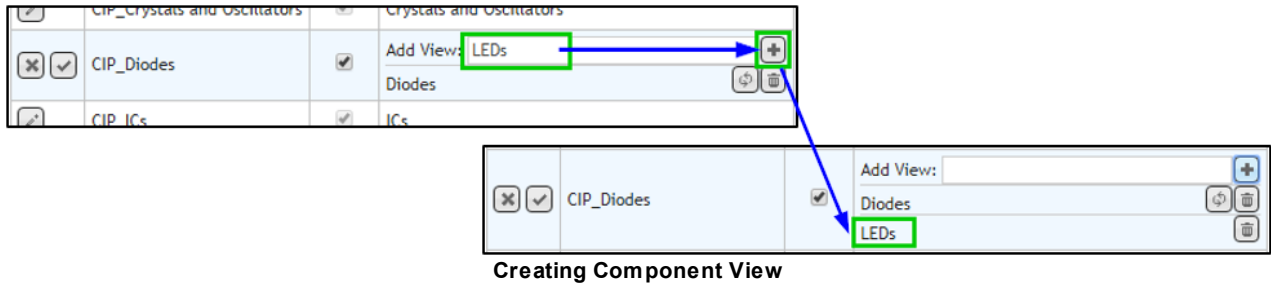 CIP_Crystals and Oscillators Crystals and Oscillators
Add View: LEDs
CIP_Diodes
Diodes
CIP_ICs ICs
Add View:
CIP_Diodes
Diodes
LEDs
Creating Component View